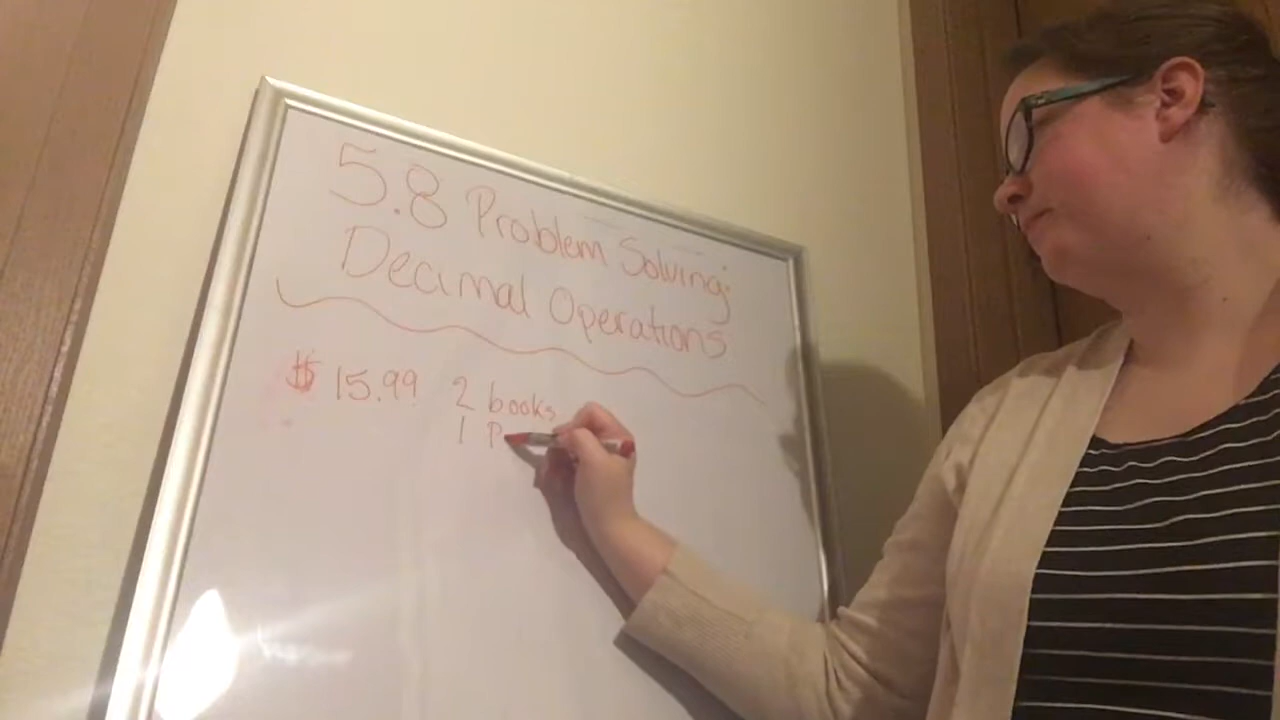 5.8 Problem Solving:
Decimal Operations
$ 15.99 2 books
1 P